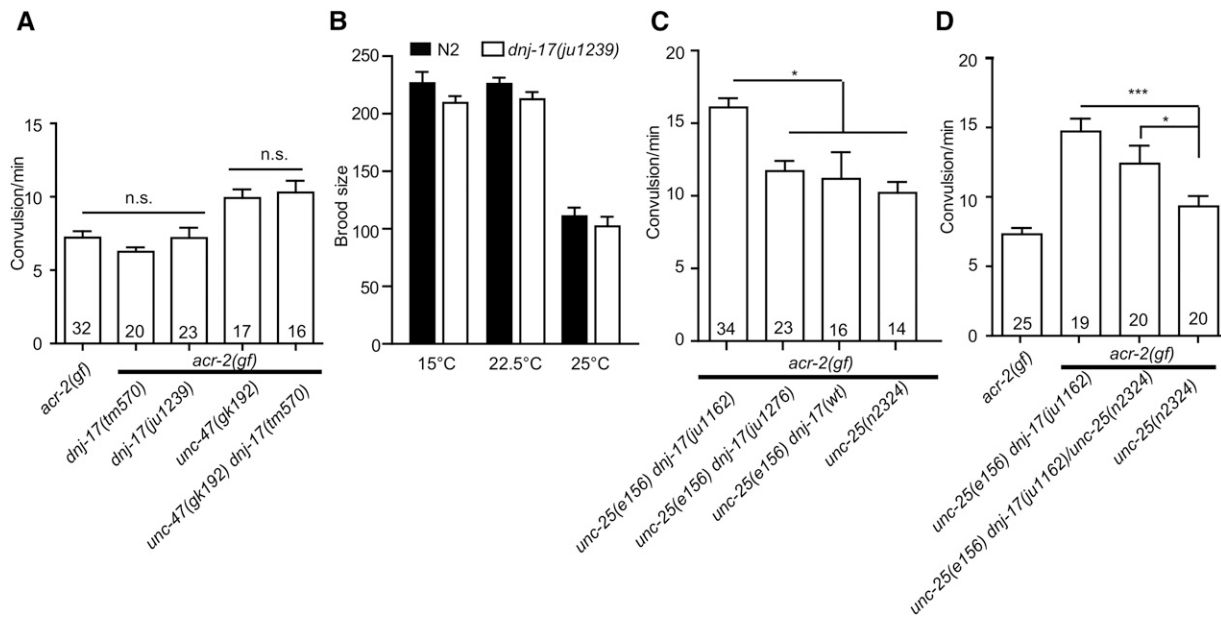 A
Convulsion/min
15
10
5
0
n.s.
n.s.
32
20
23
17
16
acr-2(gf)
acr-2(gf)
dnj-17(tm570)
dnj-17(ju1239)
unc-47(gk192)
unc-47(gk192) dnj-17(tm570)
B
N2
dnj-17(ju1239)
Brood size
250
200
150
100
50
0
15°C
22.5°C
25°C
C
Convulsion/min
20
15
10
5
0
*
34
23
16
14
acr-2(gf)
unc-25(e156) dnj-17(ju1162)
unc-25(e156) dnj-17(ju1276)
unc-25(e156) dnj-17(wt)
unc-25(n2324)
D
Convulsion/min
20
15
10
5
0
***
*
25
19
20
20
acr-2(gf)
acr-2(gf)
unc-25(e156) dnj-17(ju1162)
unc-25(e156) dnj-17(ju1162)/unc-25(n2324)
unc-25(n2324)